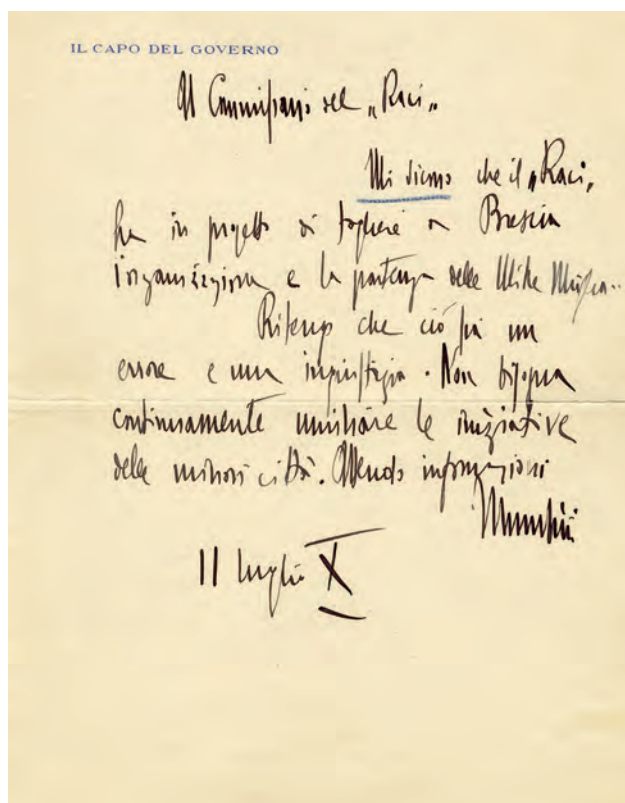 IL CAPO DEL GOVERNO
Al Commissario del „Raci„
Mi dicono che il „Raci„
ha in progetto di togliere a Brescia
l'organizzazione e la partenza delle Mille Miglia.
Ritengo che ciò sia un
errore e una ingiustizia. Non bisogna
continuamente umiliare le iniziative
delle minori città. Attendo informazioni
Mussolini
11 luglio X